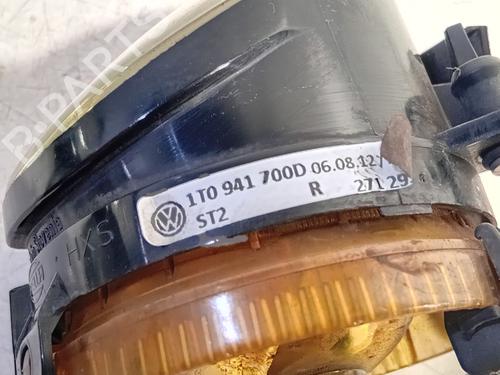 1T0 941 700D 06.08.12
ST2 R 271 29
HKS
B-PARTS